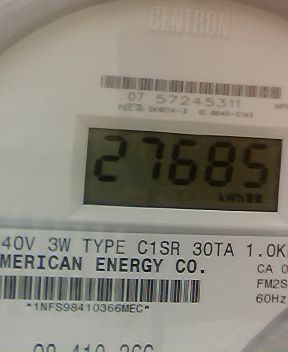 CENTRON
07 57245311
27685
kWh
40V 3W TYPE C1SR 30TA 1.0K
MERICAN ENERGY CO.
CA 0
FM2S
60Hz
*1NFS98410366MEC*